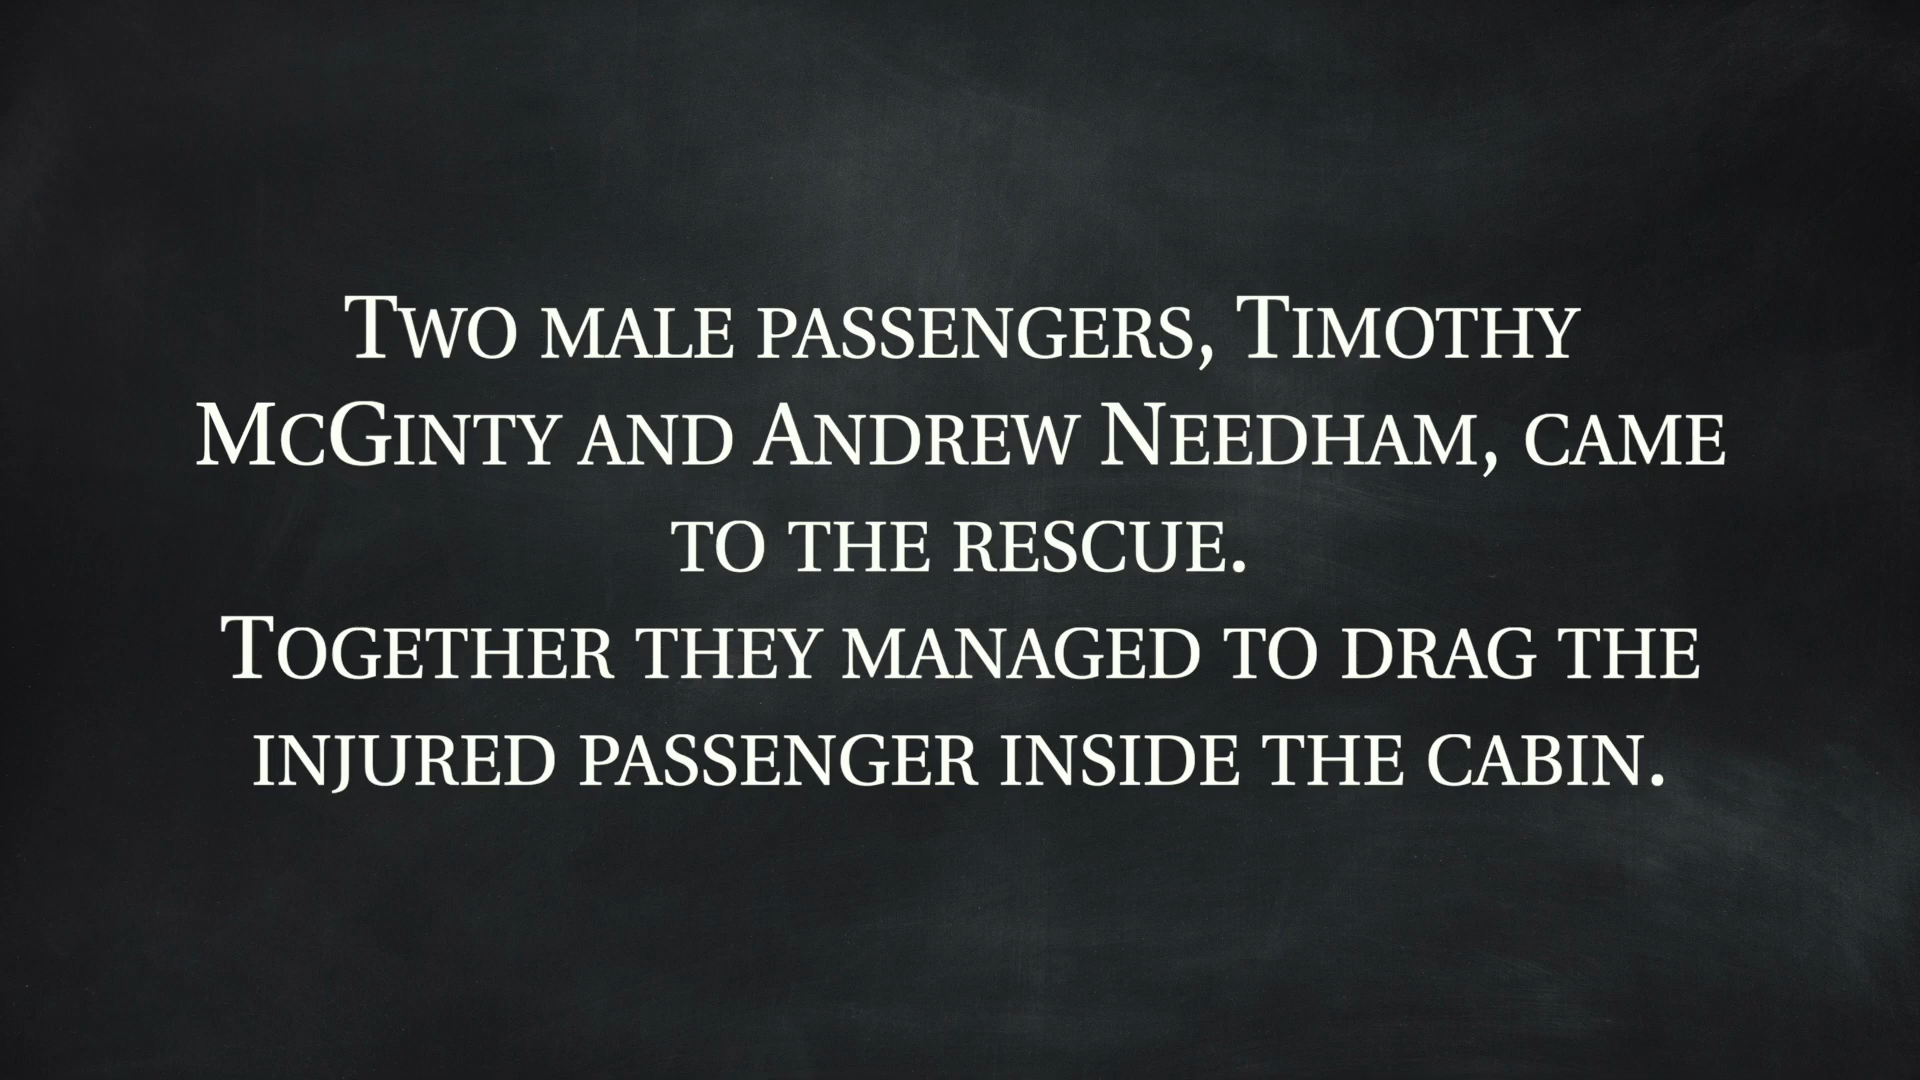 Two male passengers, Timothy
McGinty and Andrew Needham, came
to the rescue.
Together they managed to drag the
injured passenger inside the cabin.